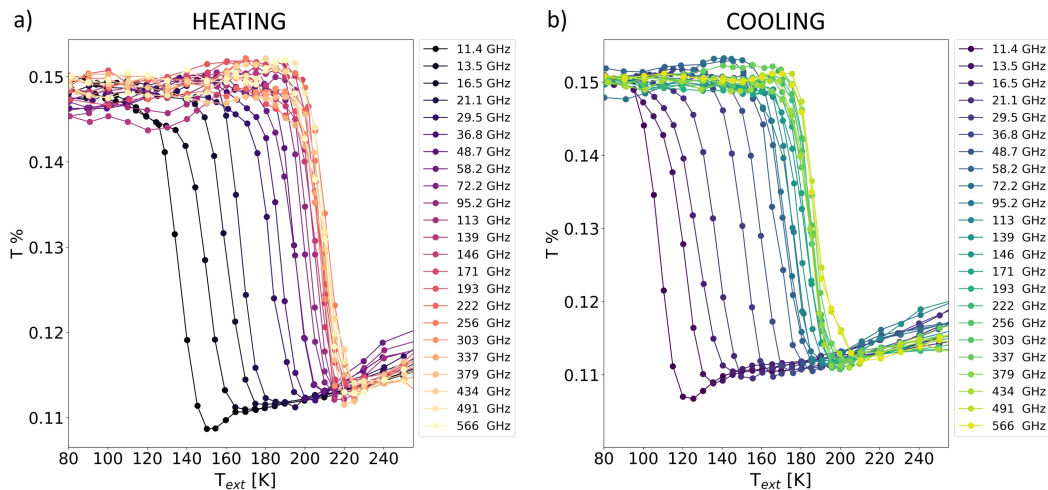 a)
HEATING
T %
0.15
0.14
0.13
0.12
0.11
80 100 120 140 160 180 200 220 240
T_ext [K]
11.4 GHz
13.5 GHz
16.5 GHz
21.1 GHz
29.5 GHz
36.8 GHz
48.7 GHz
58.2 GHz
72.2 GHz
95.2 GHz
113 GHz
139 GHz
146 GHz
171 GHz
193 GHz
222 GHz
256 GHz
303 GHz
337 GHz
379 GHz
434 GHz
491 GHz
566 GHz
b)
COOLING
T %
0.150
0.14
0.13
0.12
0.11
80 100 120 140 160 180 200 220 240
T_ext [K]
11.4 GHz
13.5 GHz
16.5 GHz
21.1 GHz
29.5 GHz
36.8 GHz
48.7 GHz
58.2 GHz
72.2 GHz
95.2 GHz
113 GHz
139 GHz
146 GHz
171 GHz
193 GHz
222 GHz
256 GHz
303 GHz
337 GHz
379 GHz
434 GHz
491 GHz
566 GHz